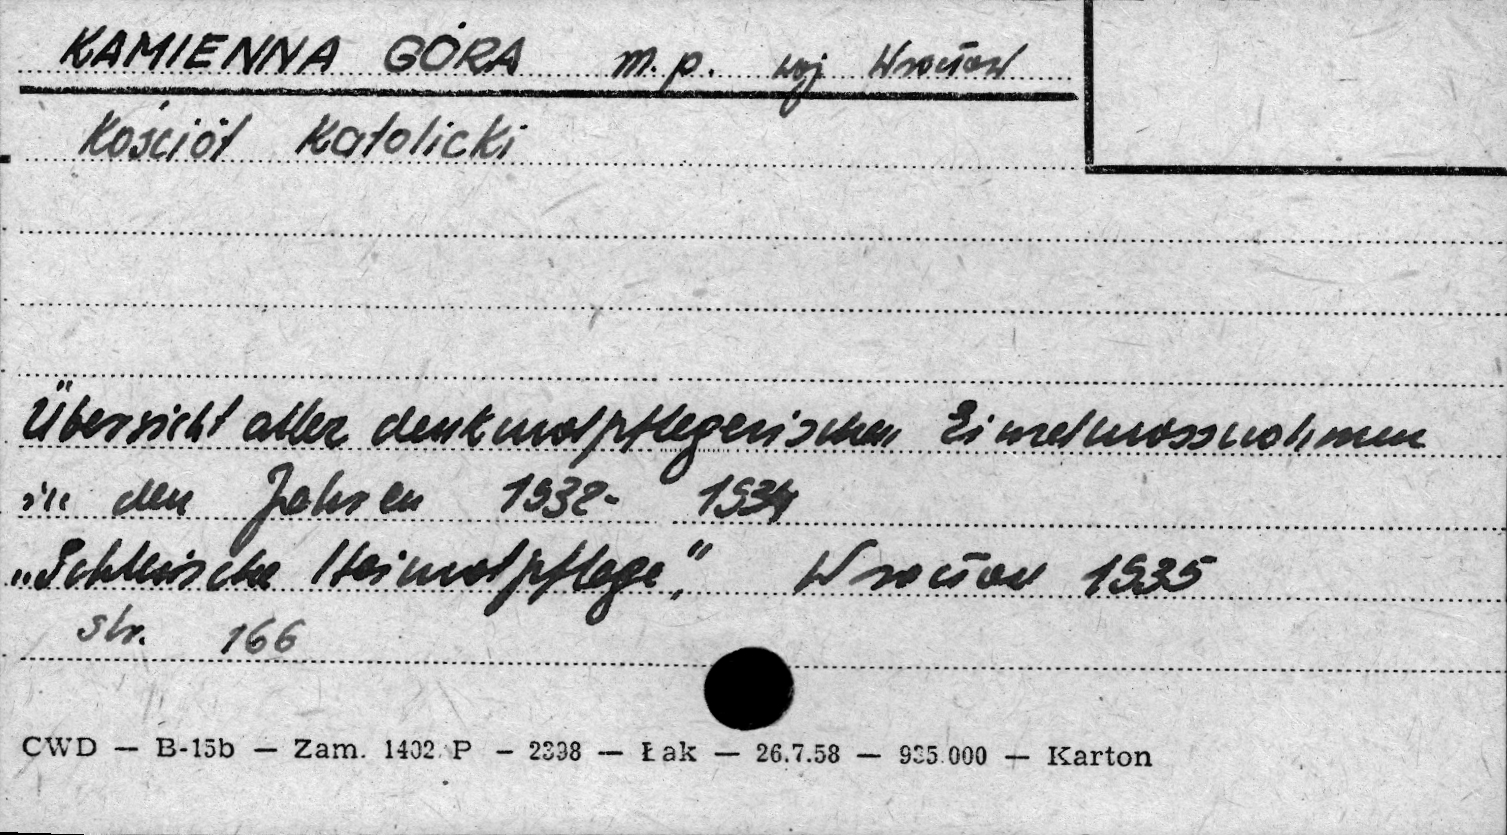 KAMIENNA GÓRA m.p. woj Wrocław
Kościół Katolicki
Übersicht aller denkmalpflegerischen Einzelmassnahmen
in den Jahren 1932- 1934
„Schlesische Heimatpflege", Wrocław 1935
str. 166
CWD — B-15b — Zam. 1402 P — 2398 — Łak — 26.7.58 — 935.000 — Karton